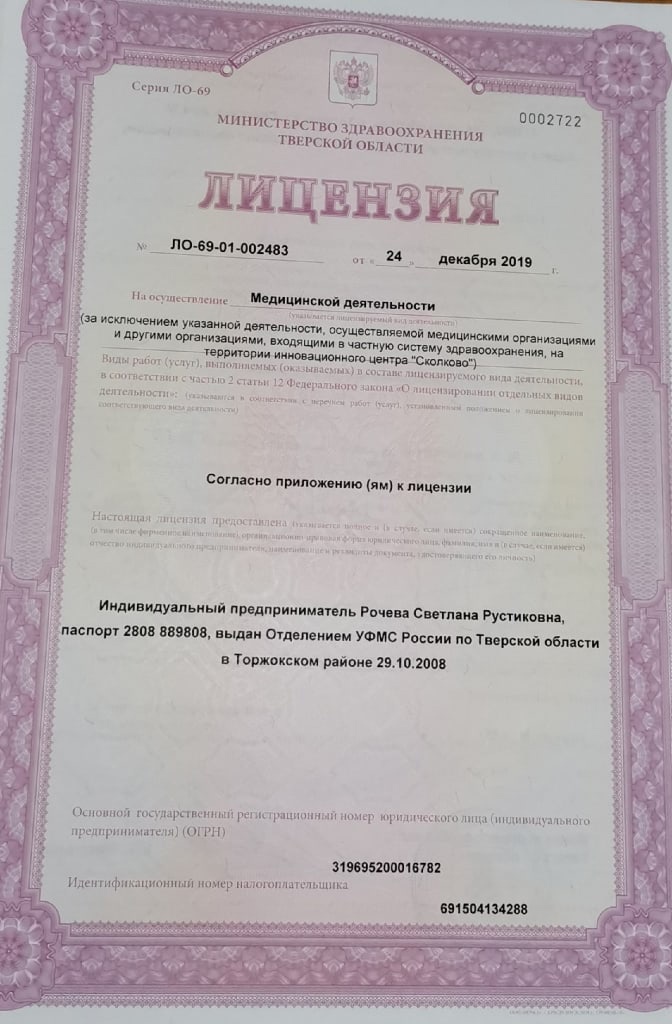 Серия ЛО-69
0002722
МИНИСТЕРСТВО ЗДРАВООХРАНЕНИЯ
ТВЕРСКОЙ ОБЛАСТИ
ЛИЦЕНЗИЯ
№ ЛО-69-01-002483 от « 24 » декабря 2019 г.
На осуществление Медицинской деятельности
(указывается лицензируемый вид деятельности)
(за исключением указанной деятельности, осуществляемой медицинскими организациями
и другими организациями, входящими в частную систему здравоохранения, на
территории инновационного центра "Сколково")
Виды работ (услуг), выполняемых (оказываемых) в составе лицензируемого вида деятельности,
в соответствии с частью 2 статьи 12 Федерального закона «О лицензировании отдельных видов
деятельности»: (указываются в соответствии с перечнем работ (услуг), установленным положением о лицензировании
соответствующего вида деятельности)
Согласно приложению (ям) к лицензии
Настоящая лицензия предоставлена (указывается полное и (в случае, если имеется) сокращенное наименование,
(в том числе фирменное наименование), организационно-правовая форма юридического лица, фамилия, имя и (в случае, если имеется)
отчество индивидуального предпринимателя, наименование и реквизиты документа, удостоверяющего его личность)
Индивидуальный предприниматель Рочева Светлана Рустиковна,
паспорт 2808 889808, выдан Отделением УФМС России по Тверской области
в Торжокском районе 29.10.2008
Основной государственный регистрационный номер юридического лица (индивидуального
предпринимателя) (ОГРН)
319695200016782
Идентификационный номер налогоплательщика
691504134288